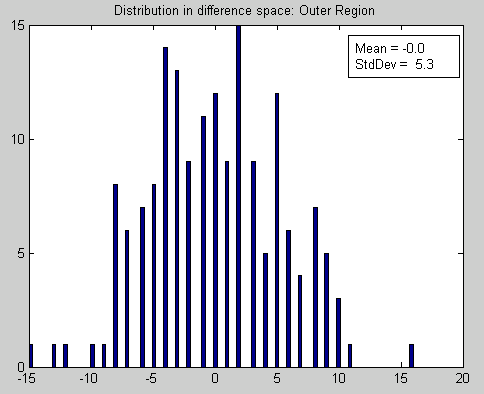 Distribution in difference space: Outer Region
Mean = -0.0
StdDev = 5.3
15
10
5
0
-15 -10 -5 0 5 10 15 20